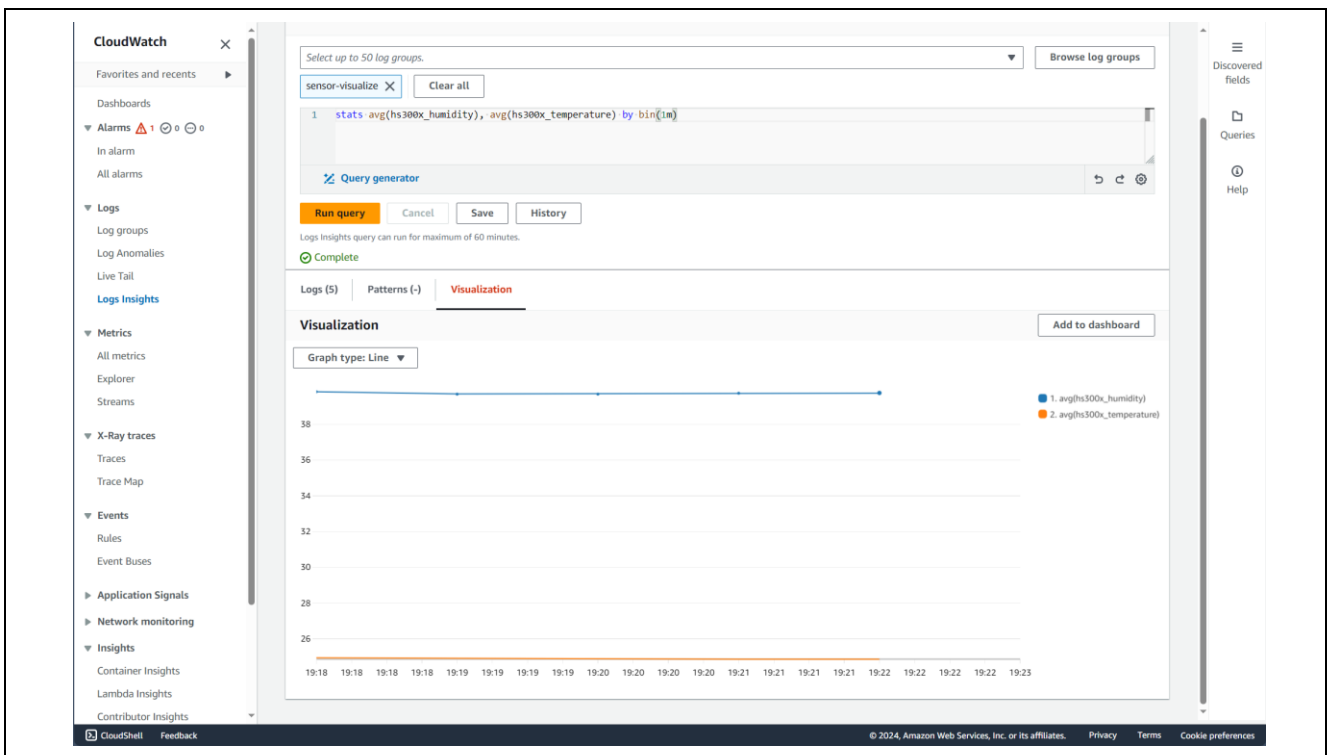 CloudWatch
Favorites and recents
Dashboards
Alarms 1 0 0
In alarm
All alarms
Logs
Log groups
Log Anomalies
Live Tail
Logs Insights
Metrics
All metrics
Explorer
Streams
X-Ray traces
Traces
Trace Map
Events
Rules
Event Buses
Application Signals
Network monitoring
Insights
Container Insights
Lambda Insights
Contributor Insights
Select up to 50 log groups.
Browse log groups
sensor-visualize
Clear all
1 stats avg(hs300x_humidity), avg(hs300x_temperature) by bin(1m)
Query generator
Run query Cancel Save History
Logs Insights query can run for maximum of 60 minutes.
Complete
Logs (5) Patterns (-) Visualization
Visualization
Add to dashboard
Graph type: Line
38
36
34
32
30
28
26
19:18 19:18 19:18 19:18 19:19 19:19 19:19 19:19 19:20 19:20 19:20 19:20 19:21 19:21 19:21 19:21 19:22 19:22 19:22 19:22 19:23
1. avg(hs300x_humidity)
2. avg(hs300x_temperature)
Discovered
fields
Queries
Help
CloudShell Feedback
© 2024, Amazon Web Services, Inc. or its affiliates. Privacy Terms Cookie preferences